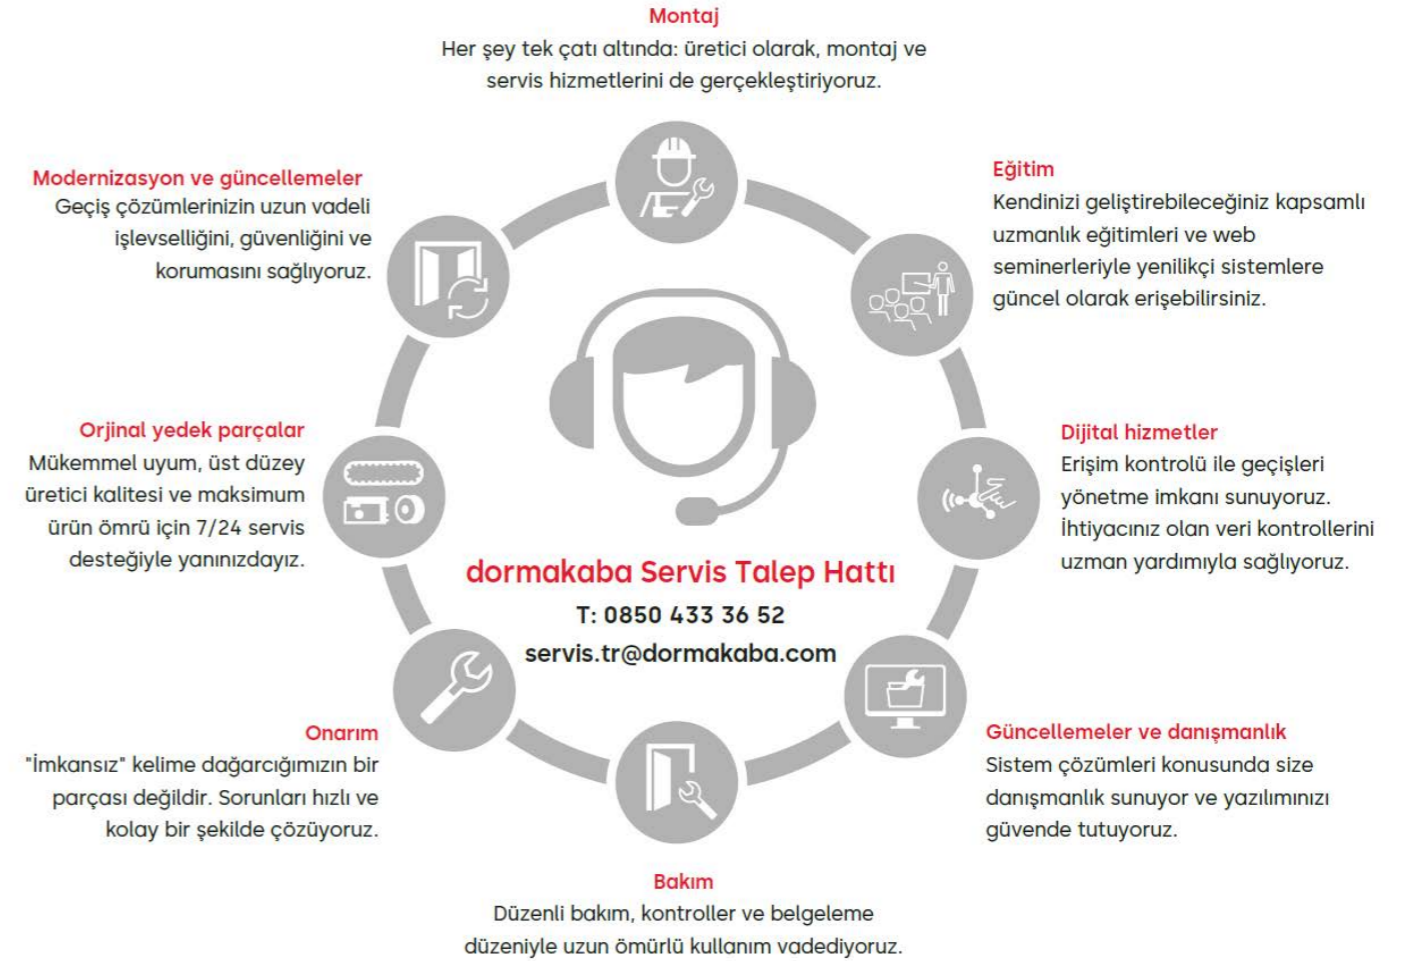 Montaj
Her şey tek çatı altında: üretici olarak, montaj ve
servis hizmetlerini de gerçekleştiriyoruz.
Eğitim
Kendinizi geliştirebileceğiniz kapsamlı
uzmanlık eğitimleri ve web
seminerleriyle yenilikçi sistemlere
güncel olarak erişebilirsiniz.
Dijital hizmetler
Erişim kontrolü ile geçişleri
yönetme imkanı sunuyoruz.
İhtiyacınız olan veri kontrollerini
uzman yardımıyla sağlıyoruz.
Güncellemeler ve danışmanlık
Sistem çözümleri konusunda size
danışmanlık sunuyor ve yazılımınızı
güvende tutuyoruz.
Bakım
Düzenli bakım, kontroller ve belgeleme
düzeniyle uzun ömürlü kullanım vadediyoruz.
Onarım
"İmkansız" kelime dağarcığımızın bir
parçası değildir. Sorunları hızlı ve
kolay bir şekilde çözüyoruz.
Orjinal yedek parçalar
Mükemmel uyum, üst düzey
üretici kalitesi ve maksimum
ürün ömrü için 7/24 servis
desteğiyle yanınızdayız.
Modernizasyon ve güncellemeler
Geçiş çözümlerinizin uzun vadeli
işlevselliğini, güvenliğini ve
korumasını sağlıyoruz.
dormakaba Servis Talep Hattı
T: 0850 433 36 52
servis.tr@dormakaba.com